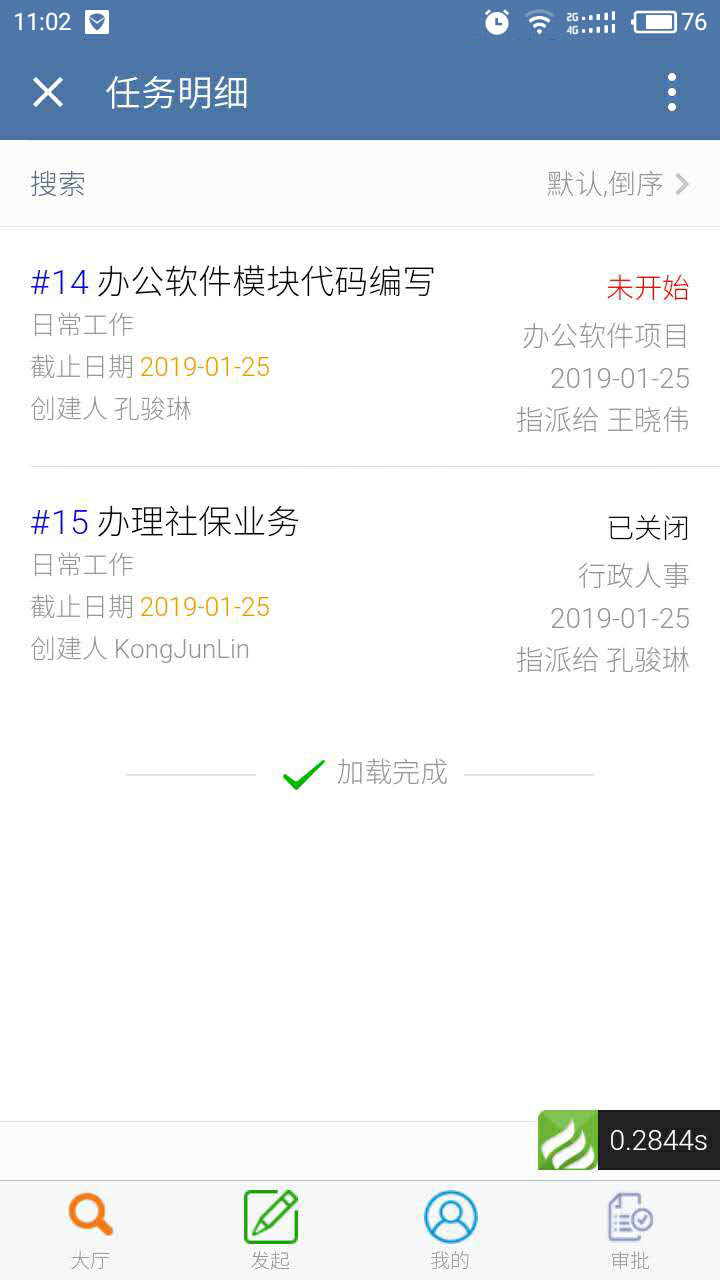 11:02 2G 4G 76
任务明细
搜索 默认,倒序
#14 办公软件模块代码编写 未开始
日常工作 办公软件项目
截止日期 2019-01-25 2019-01-25
创建人 孔骏琳 指派给 王晓伟
#15 办理社保业务 已关闭
日常工作 行政人事
截止日期 2019-01-25 2019-01-25
创建人 KongJunLin 指派给 孔骏琳
加载完成
0.2844s
大厅 发起 我的 审批